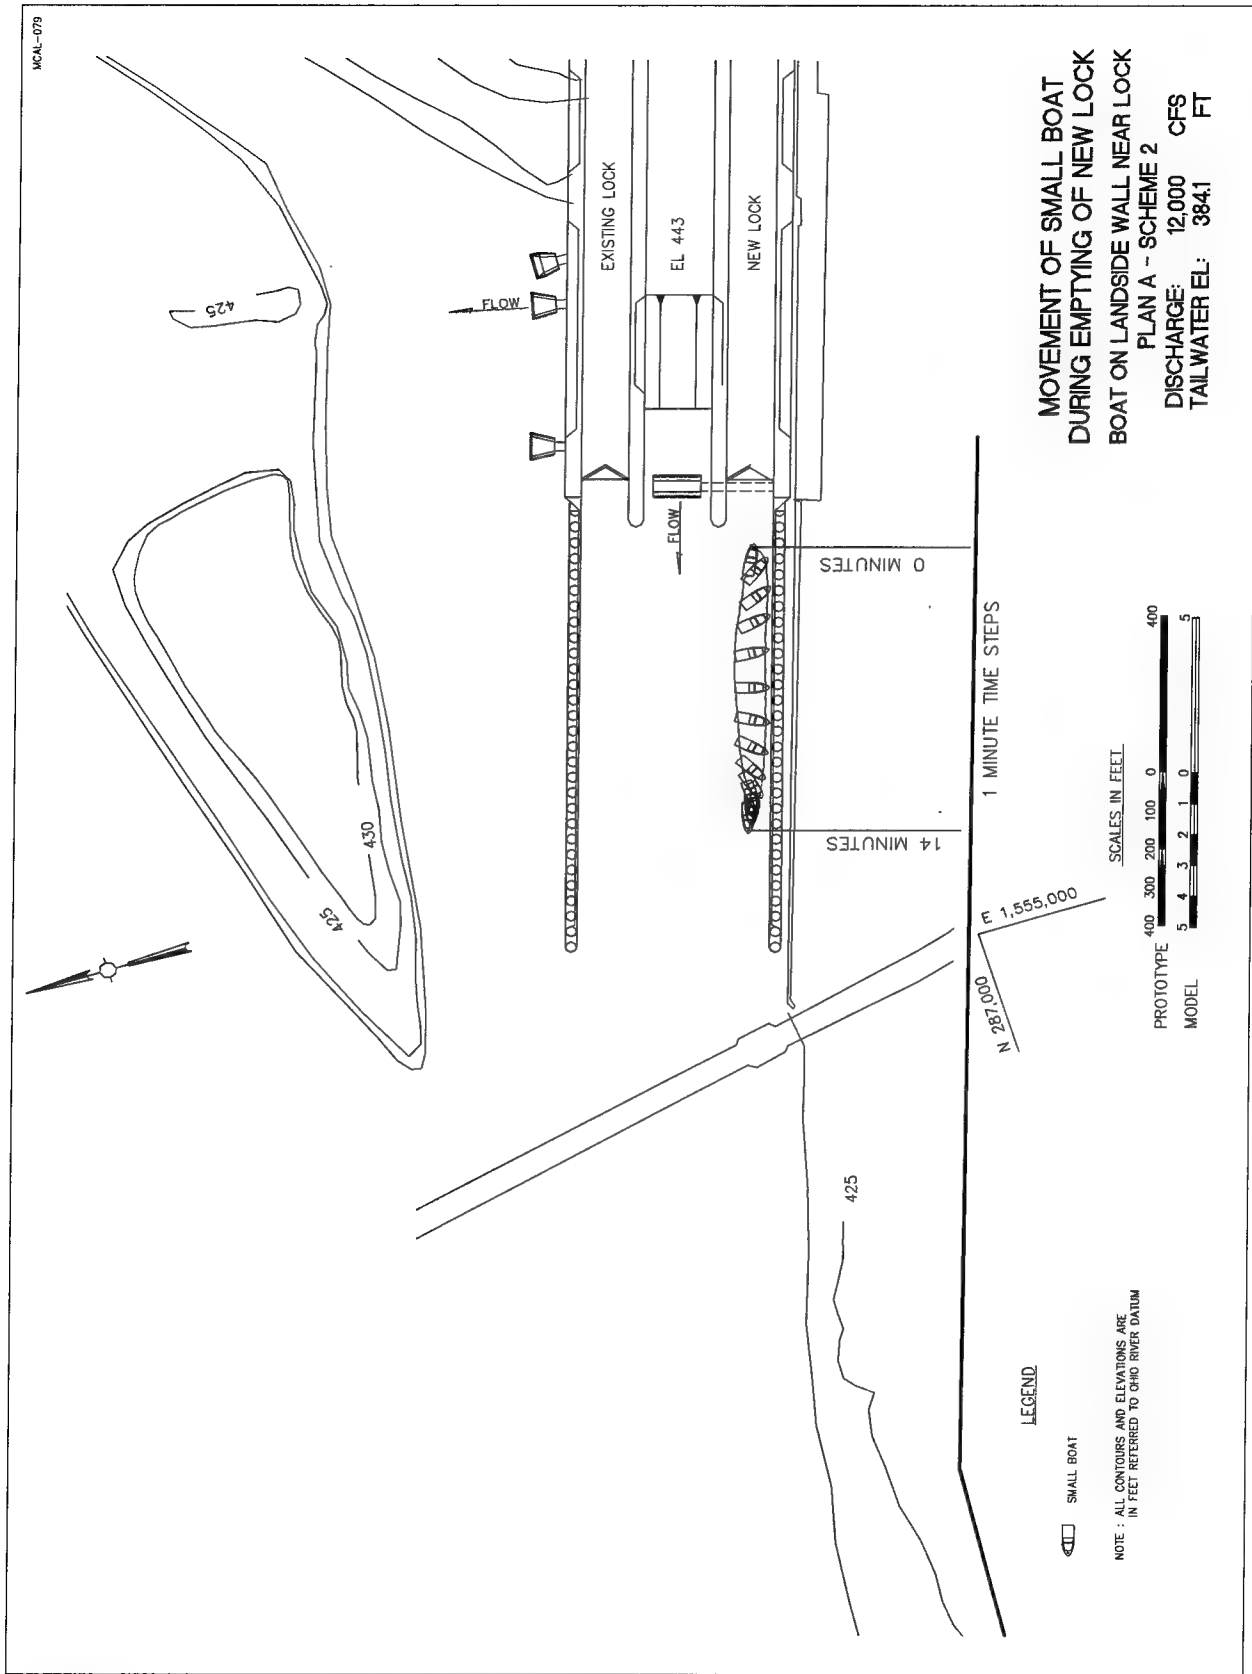 MCAL-079
425
FLOW
EXISTING LOCK
EL 443
NEW LOCK
FLOW
0 MINUTES
14 MINUTES
1 MINUTE TIME STEPS
430
425
425
E 1,555,000
N 287,000
MOVEMENT OF SMALL BOAT
DURING EMPTYING OF NEW LOCK
BOAT ON LANDSIDE WALL NEAR LOCK
PLAN A - SCHEME 2
DISCHARGE: 12,000 CFS
TAILWATER EL: 384.1 FT
SCALES IN FEET
PROTOTYPE 400 300 200 100 0 400
MODEL 5 4 3 2 1 0 5
LEGEND
SMALL BOAT
NOTE : ALL CONTOURS AND ELEVATIONS ARE
IN FEET REFERRED TO OHIO RIVER DATUM